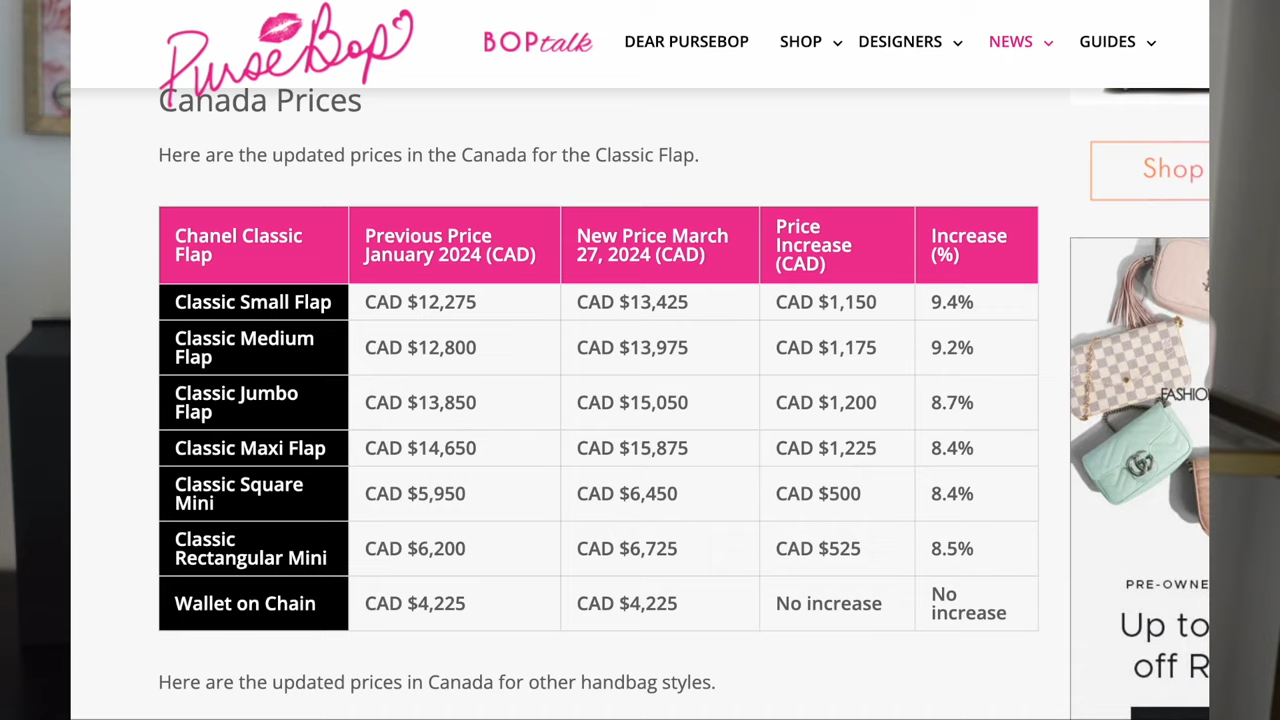 PurseBop
BOPtalk DEAR PURSEBOP SHOP DESIGNERS NEWS GUIDES
Canada Prices
Here are the updated prices in the Canada for the Classic Flap.
Shop
Chanel Classic
Flap
Previous Price
January 2024 (CAD)
New Price March
27, 2024 (CAD)
Price
Increase
(CAD)
Increase
(%)
Classic Small Flap CAD $12,275 CAD $13,425 CAD $1,150 9.4%
Classic Medium
Flap
CAD $12,800 CAD $13,975 CAD $1,175 9.2%
Classic Jumbo
Flap
CAD $13,850 CAD $15,050 CAD $1,200 8.7%
Classic Maxi Flap CAD $14,650 CAD $15,875 CAD $1,225 8.4%
Classic Square
Mini
CAD $5,950 CAD $6,450 CAD $500 8.4%
Classic
Rectangular Mini
CAD $6,200 CAD $6,725 CAD $525 8.5%
Wallet on Chain CAD $4,225 CAD $4,225 No increase
No
increase
Here are the updated prices in Canada for other handbag styles.
FASHIO
PRE-OWNE
Up to
off R